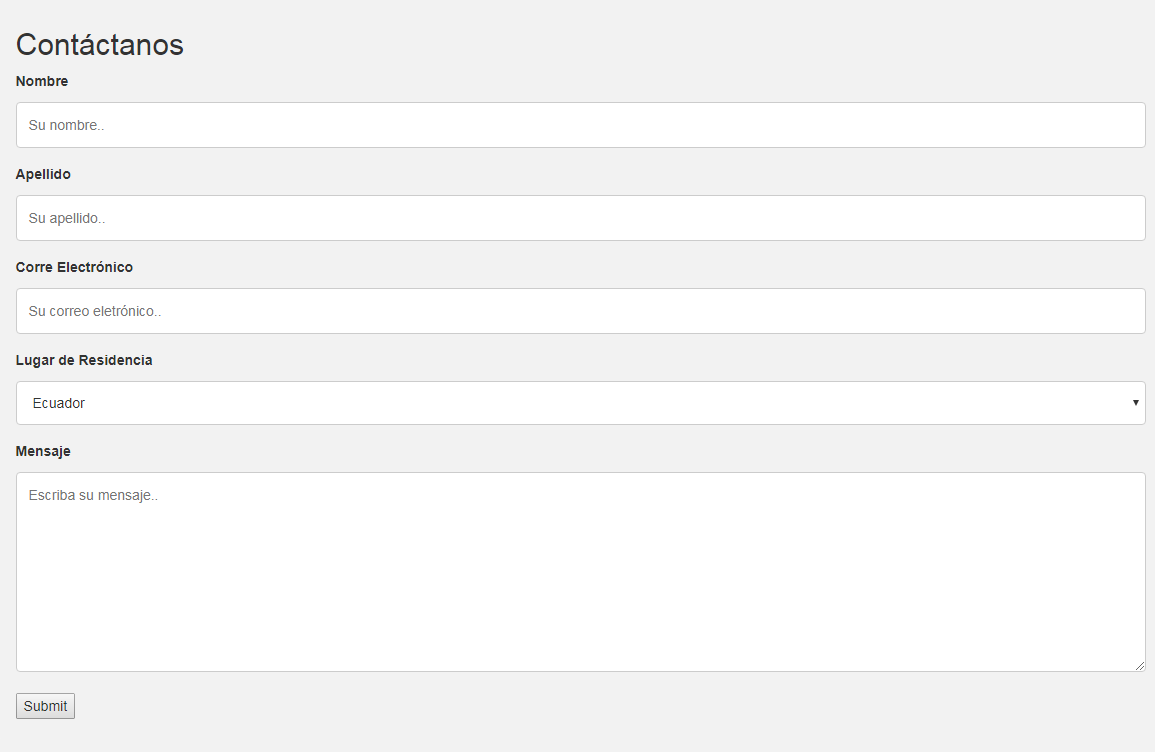 Contáctanos
Nombre
Su nombre..
Apellido
Su apellido..
Corre Electrónico
Su correo eletrónico..
Lugar de Residencia
Ecuador
Mensaje
Escriba su mensaje..
Submit